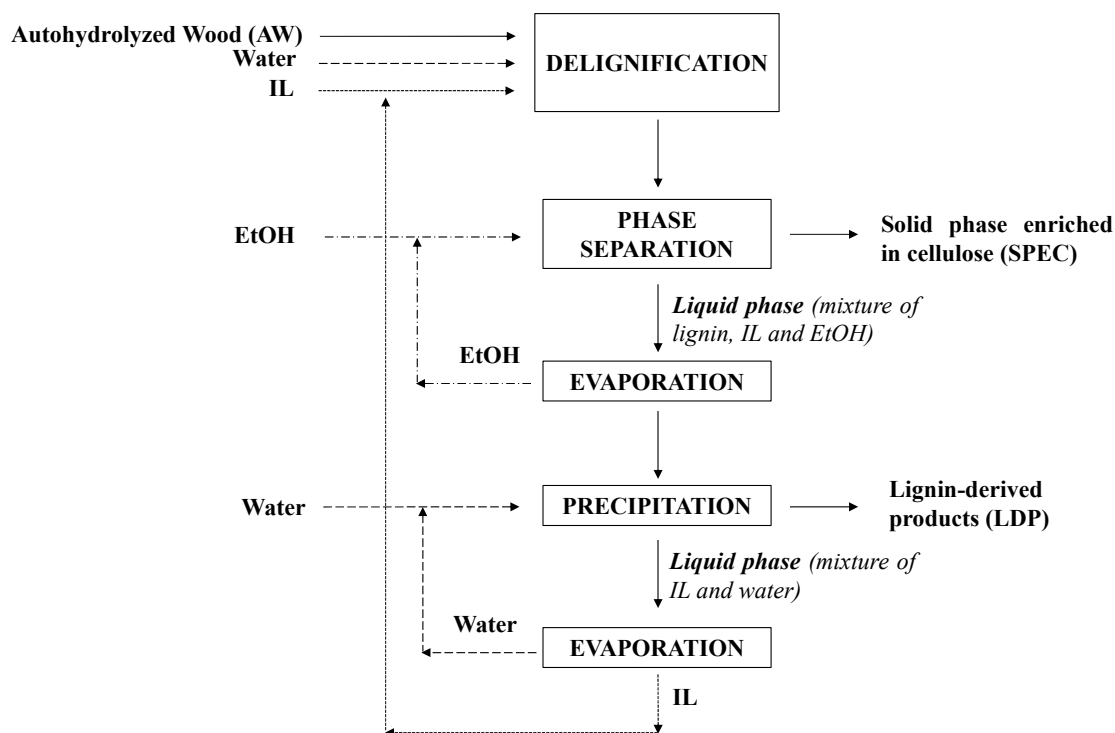 Autohydrolyzed Wood (AW)
Water
IL
DELIGNIFICATION
EtOH
PHASE
SEPARATION
Solid phase enriched
in cellulose (SPEC)
Liquid phase (mixture of
lignin, IL and EtOH)
EtOH
EVAPORATION
Water
PRECIPITATION
Lignin-derived
products (LDP)
Liquid phase (mixture of
IL and water)
Water
EVAPORATION
IL